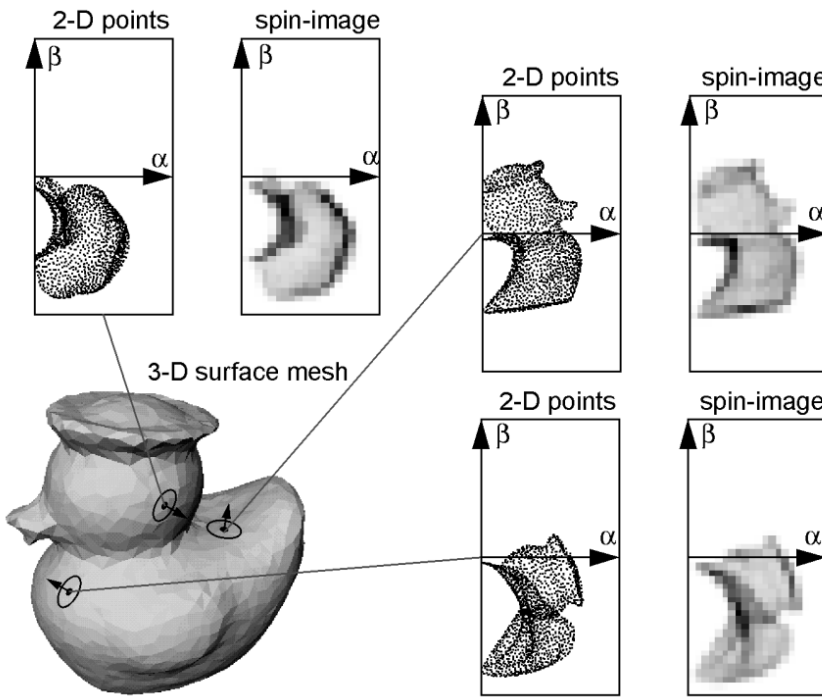 2-D points
spin-image
β
β
α
α
2-D points
spin-image
β
β
α
α
3-D surface mesh
2-D points
spin-image
β
β
α
α